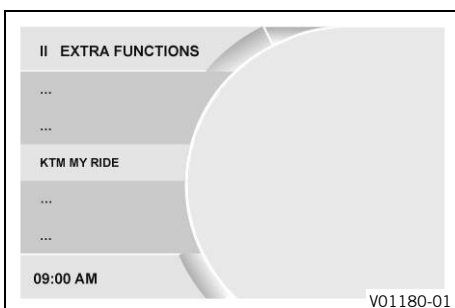 II EXTRA FUNCTIONS
...
...
KTM MY RIDE
...
...
09:00 AM
V01180-01